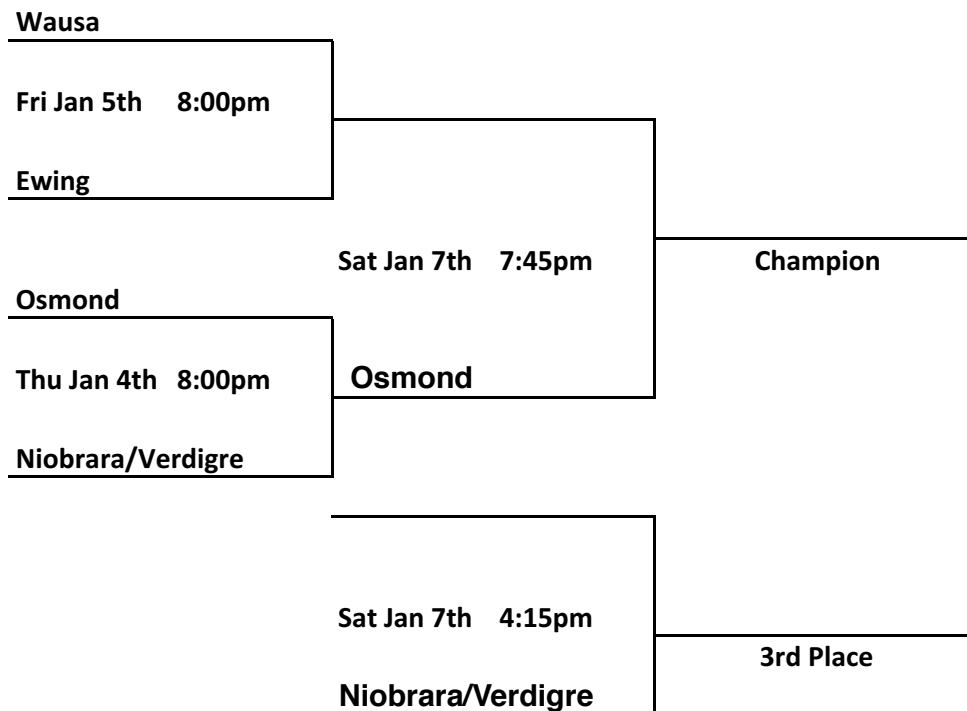 Wausa
Fri Jan 5th 8:00pm
Ewing
Sat Jan 7th 7:45pm
Champion
Osmond
Thu Jan 4th 8:00pm
Osmond
Niobrara/Verdigre
Sat Jan 7th 4:15pm
3rd Place
Niobrara/Verdigre